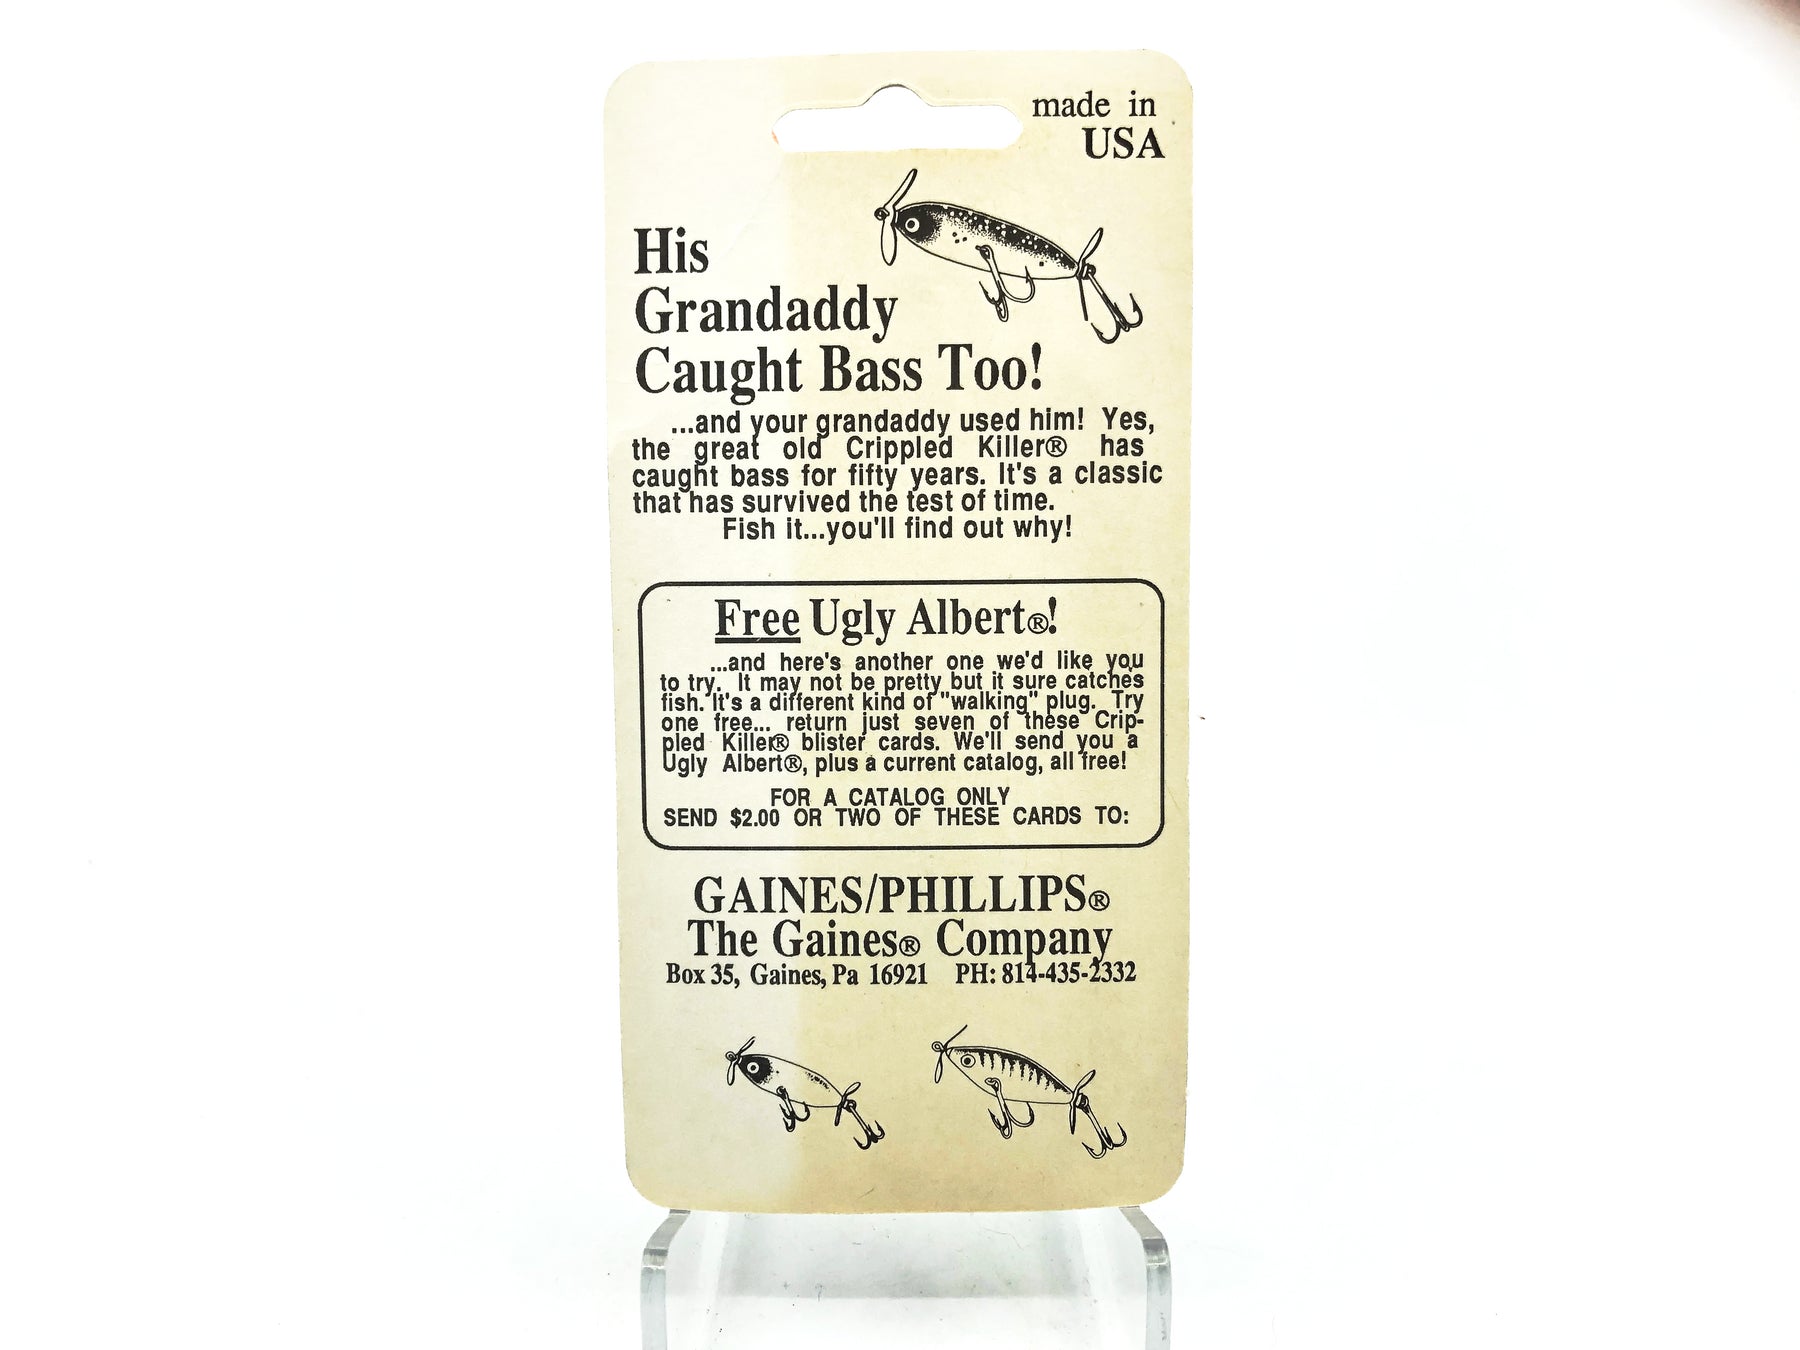 made in
USA
His
Grandaddy
Caught Bass Too!
...and your grandaddy used him! Yes,
the great old Crippled Killer® has
caught bass for fifty years. It's a classic
that has survived the test of time.
Fish it...you'll find out why!
Free Ugly Albert®!
...and here's another one we'd like you
to try. It may not be pretty but it sure catches
fish. It's a different kind of "walking" plug. Try
one free... return just seven of these Crip-
pled Killer® blister cards. We'll send you a
Ugly Albert®, plus a current catalog, all free!
FOR A CATALOG ONLY
SEND $2.00 OR TWO OF THESE CARDS TO:
GAINES/PHILLIPS®
The Gaines® Company
Box 35, Gaines, Pa 16921 PH: 814-435-2332